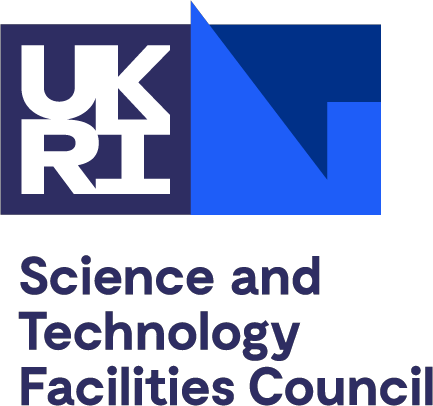 UK
RI
Science and
Technology
Facilities Council